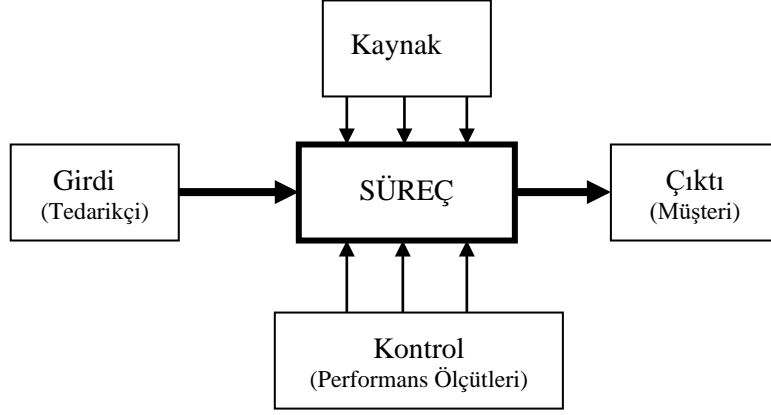 Kaynak
Girdi
(Tedarikçi)
SÜREÇ
Çıktı
(Müşteri)
Kontrol
(Performans Ölçütleri)